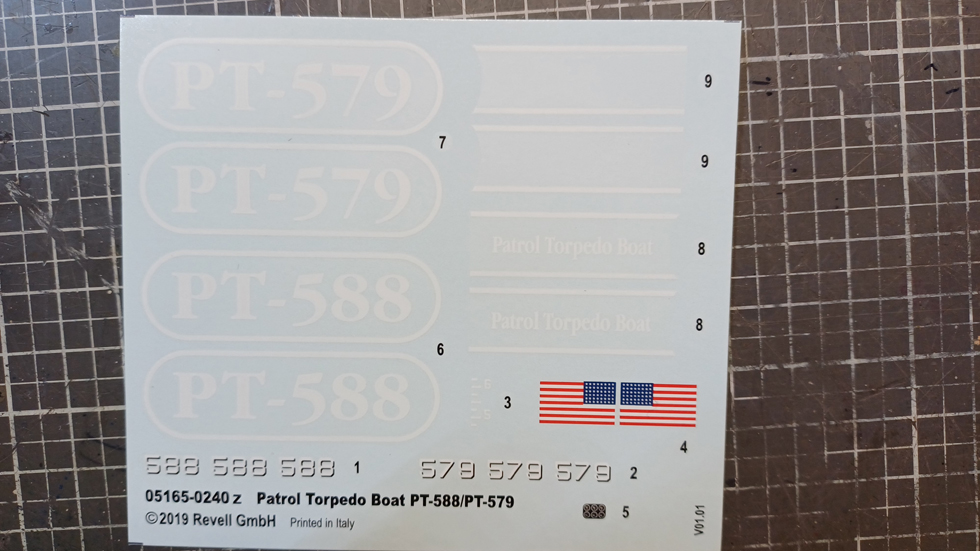 PT-579
9
7
PT-579
9
Patrol Torpedo Boat
8
PT-588
Patrol Torpedo Boat
8
6
PT-588
3
4
588 588 588 1
579 579 579 2
05165-0240 z Patrol Torpedo Boat PT-588/PT-579
5
©2019 Revell GmbH Printed in Italy
V01.01